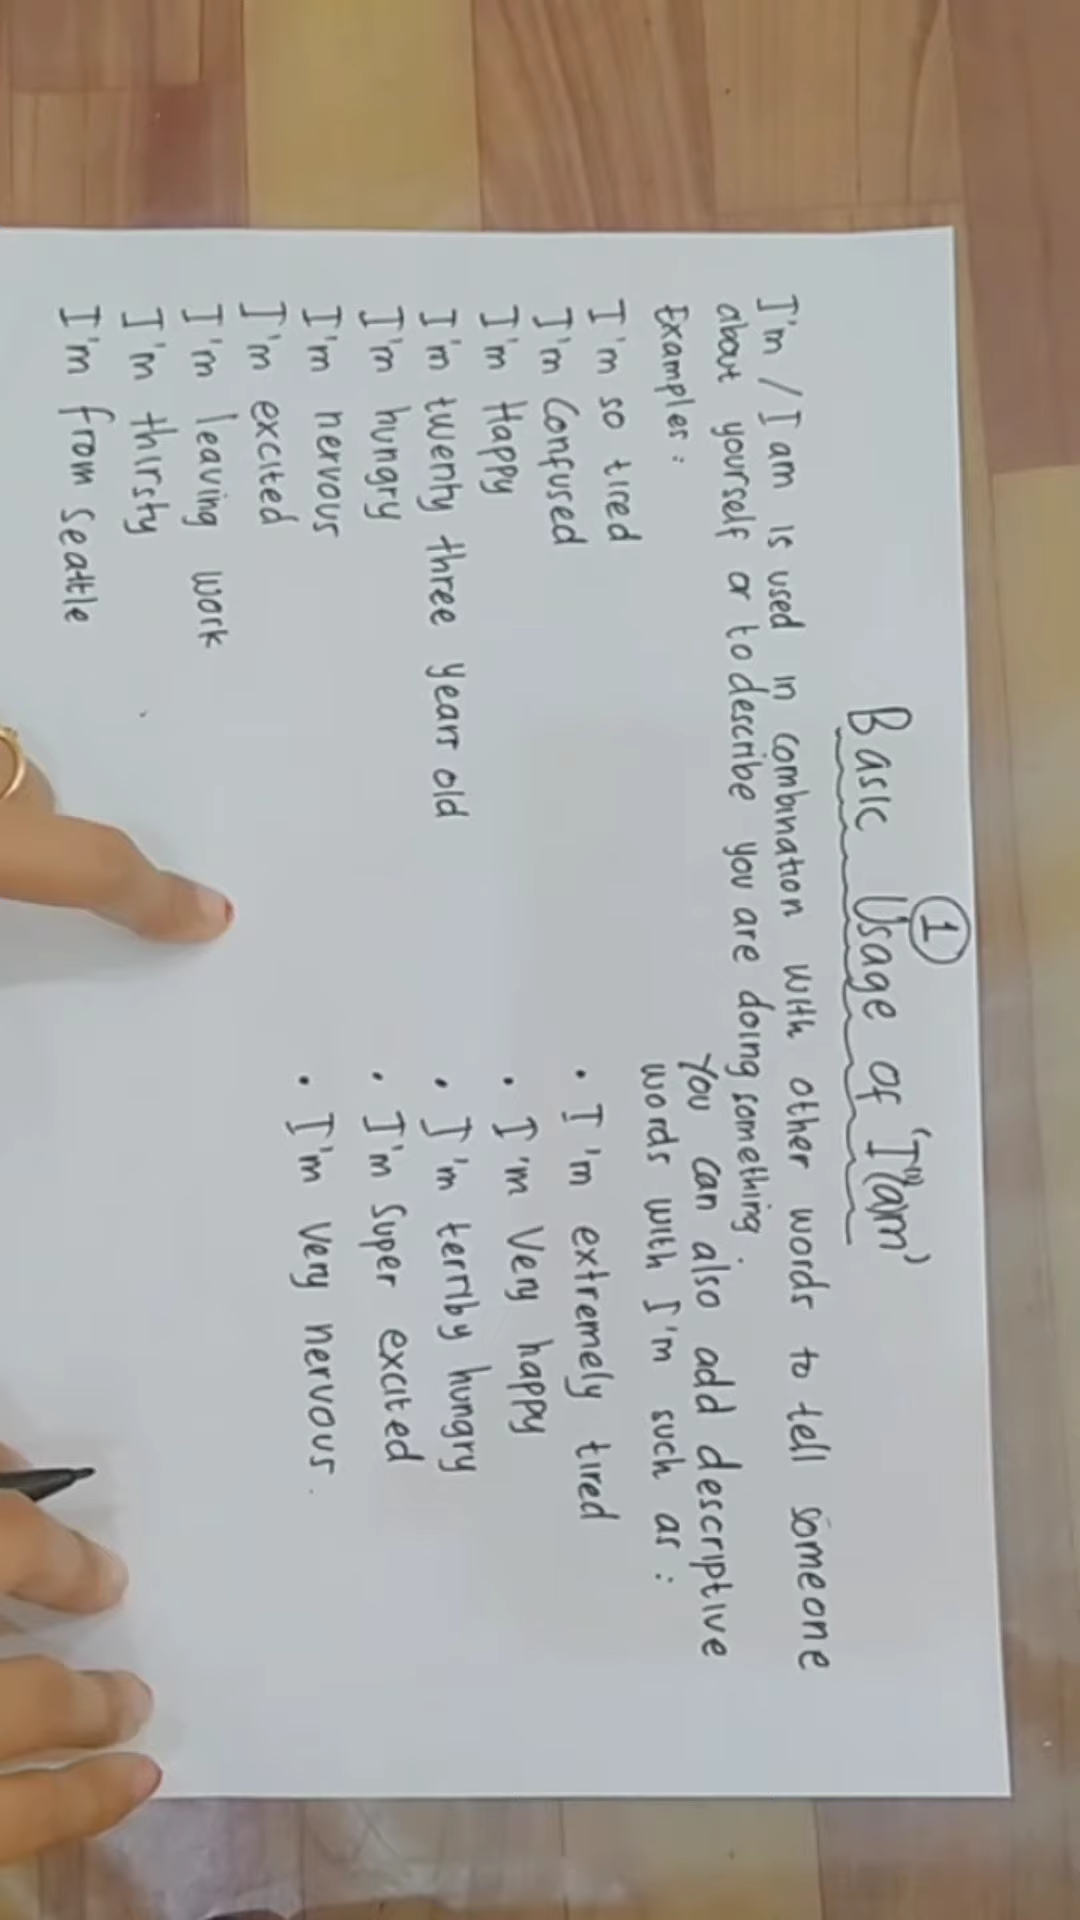 1
Basic Usage of 'I'(am)'
I'm / I am is used in combination with other words to tell someone
about yourself or to describe you are doing something.
Examples:
I'm so tired
I'm Confused
I'm Happy
I'm twenty three years old
I'm hungry
I'm nervous
I'm excited
I'm leaving work
I'm thirsty
I'm from Seattle
You can also add descriptive
words with I'm such as :
• I'm extremely tired
• I'm Very happy
• I'm terriby hungry
• I'm Super excited
• I'm Very nervous.